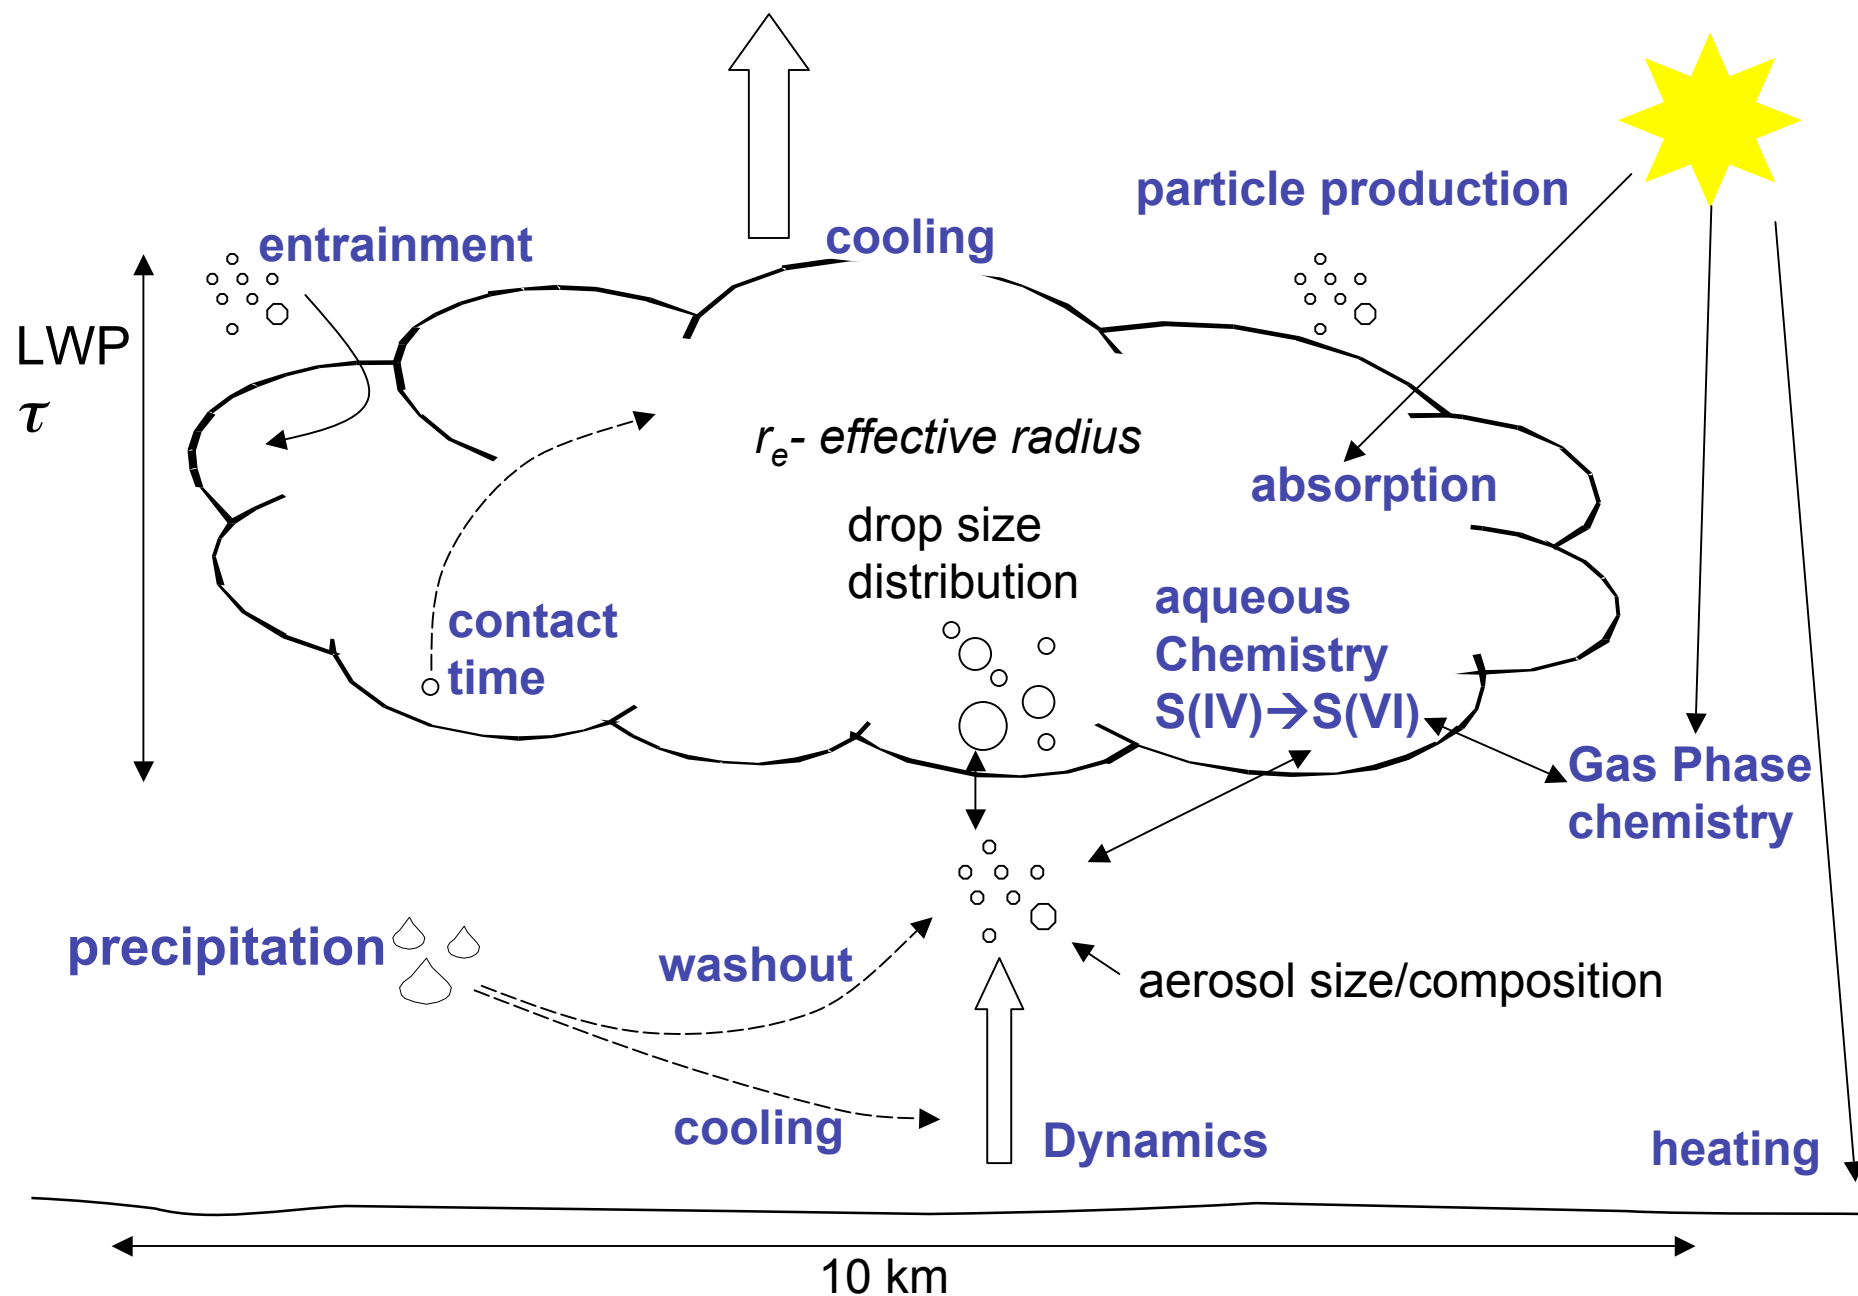 particle production
entrainment
cooling
LWP
τ
re- effective radius
absorption
drop size
distribution
contact
time
aqueous
Chemistry
S(IV)→S(VI)
Gas Phase
chemistry
precipitation
washout
aerosol size/composition
cooling
Dynamics
heating
10 km